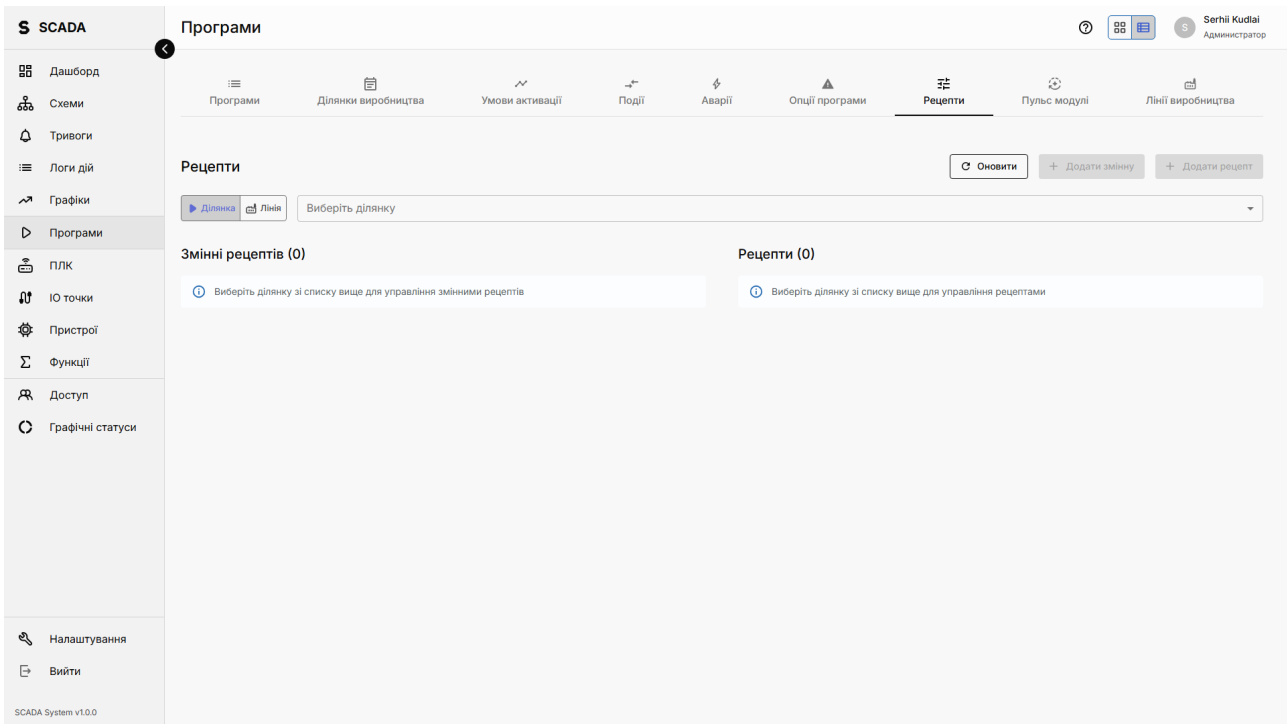 S SCADA
Програми
S
Serhii Kudlai
Администратор
Дашборд
Схеми
Тривоги
Логи дій
Графіки
Програми
ПЛК
IO точки
Пристрої
Функції
Доступ
Графічні статуси
Налаштування
Вийти
SCADA System v1.0.0
Програми
Ділянки виробництва
Умови активації
Події
Аварії
Опції програми
Рецепти
Пульс модулі
Лінії виробництва
Рецепти
Оновити
+ Додати змінну
+ Додати рецепт
Ділянка
Лінія
Виберіть ділянку
Змінні рецептів (0)
Виберіть ділянку зі списку вище для управління змінними рецептів
Рецепти (0)
Виберіть ділянку зі списку вище для управління рецептами